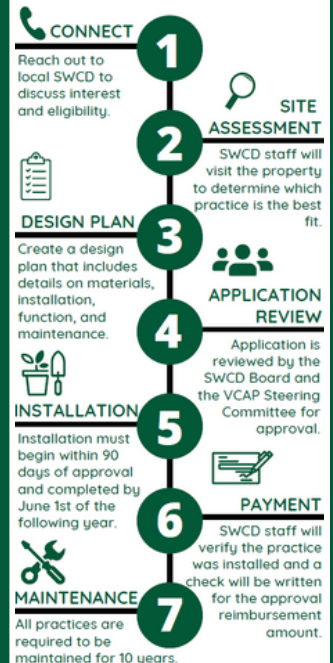 CONNECT
1
Reach out to
local SWCD to
discuss interest
and eligibility.
SITE
ASSESSMENT
2
SWCD staff will
visit the property
to determine which
practice is the best
fit.
DESIGN PLAN
3
Create a design
plan that includes
details on materials,
installation,
function, and
maintenance.
APPLICATION
REVIEW
4
Application is
reviewed by the
SWCD Board and
the VCAP Steering
Committee for
approval.
INSTALLATION
5
Installation must
begin within 90
days of approval
and completed by
June 1st of the
following year.
PAYMENT
6
SWCD staff will
verify the practice
was installed and a
check will be written
for the approval
reimbursement
amount.
MAINTENANCE
7
All practices are
required to be
maintained for 10 years.